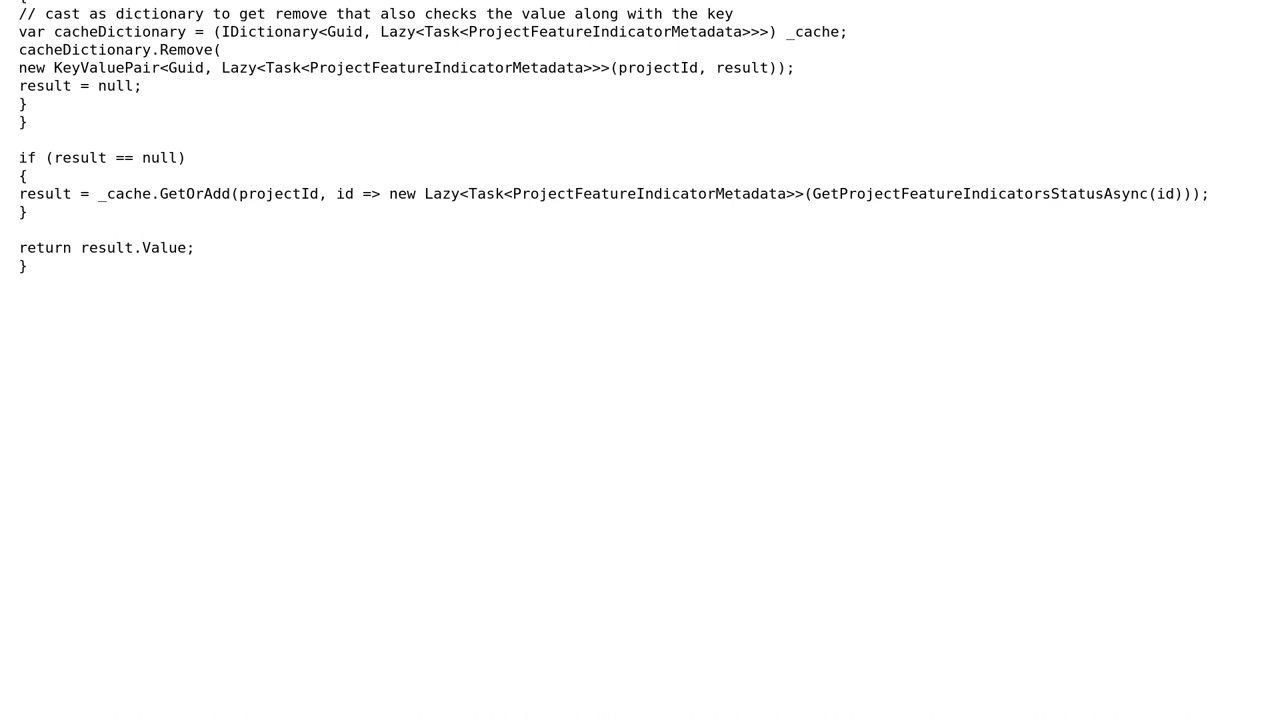 {
// cast as dictionary to get remove that also checks the value along with the key
var cacheDictionary = (IDictionary<Guid, Lazy<Task<ProjectFeatureIndicatorMetadata>>>) _cache;
cacheDictionary.Remove(
new KeyValuePair<Guid, Lazy<Task<ProjectFeatureIndicatorMetadata>>>(projectId, result));
result = null;
}
}

if (result == null)
{
result = _cache.GetOrAdd(projectId, id => new Lazy<Task<ProjectFeatureIndicatorMetadata>>(GetProjectFeatureIndicatorsStatusAsync(id)));
}

return result.Value;
}